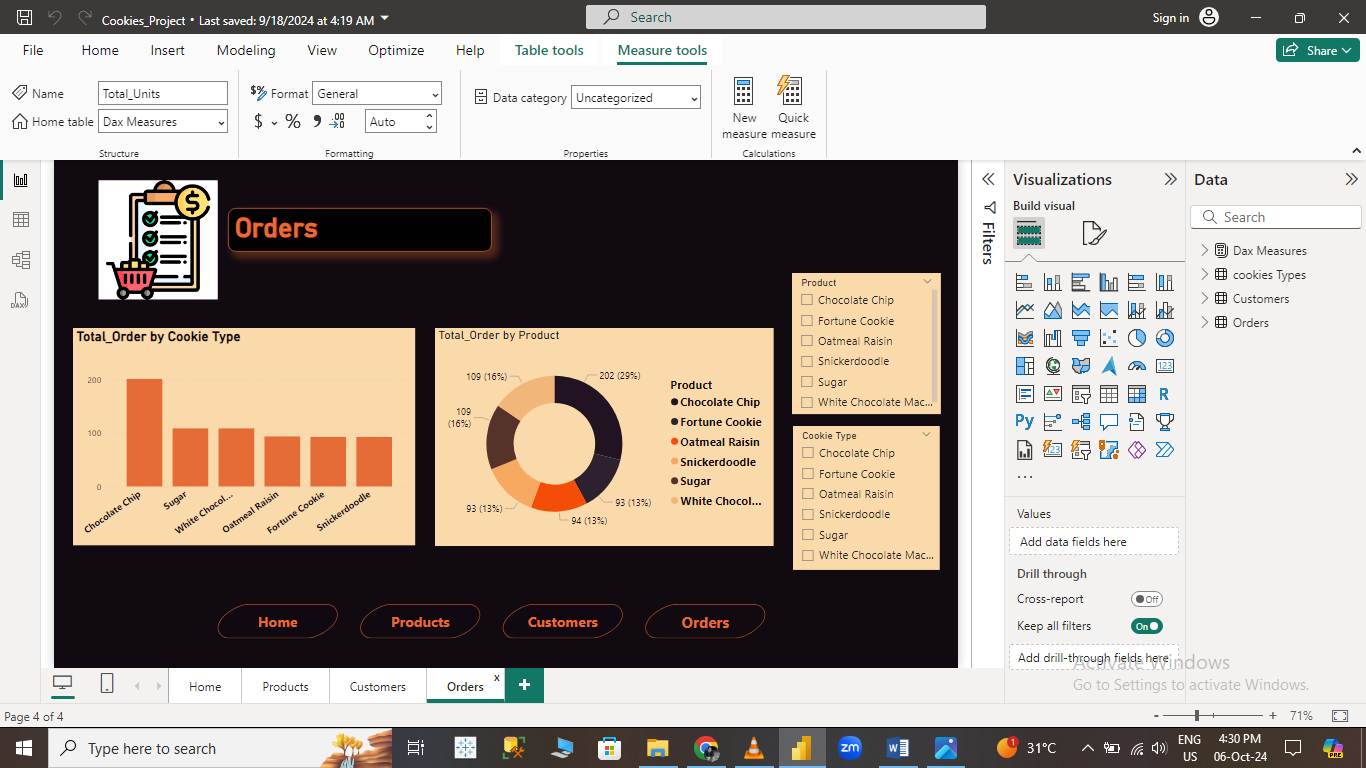 Cookies_Project • Last saved: 9/18/2024 at 4:19 AM
Search
Sign in
File Home Insert Modeling View Optimize Help Table tools Measure tools
Share
Name Total_Units
Home table Dax Measures
Structure
$% Format General
$ % Auto
Formatting
Data category Uncategorized
Properties
New measure
Quick measure
Calculations
Orders
Total_Order by Cookie Type
200
100
0
Chocolate Chip
Sugar
White Chocol...
Oatmeal Raisin
Fortune Cookie
Snickerdoodle
Total_Order by Product
109 (16%)
202 (29%)
109
(16%)
93 (13%)
93 (13%)
94 (13%)
Product
Chocolate Chip
Fortune Cookie
Oatmeal Raisin
Snickerdoodle
Sugar
White Chocol...
Product
Chocolate Chip
Fortune Cookie
Oatmeal Raisin
Snickerdoodle
Sugar
White Chocolate Mac...
Cookie Type
Chocolate Chip
Fortune Cookie
Oatmeal Raisin
Snickerdoodle
Sugar
White Chocolate Mac...
Home Products Customers Orders
Filters
Visualizations
Build visual
R
Py
123
123
...
Values
Add data fields here
Drill through
Cross-report Off
Keep all filters On
Add drill-through fields here
Data
Search
Dax Measures
cookies Types
Customers
Orders
Activate Windows
Go to Settings to activate Windows.
Home Products Customers Orders x +
Page 4 of 4
- + 71%
Type here to search
zm
W
1
31°C
ENG
US
4:30 PM
06-Oct-24
PRE